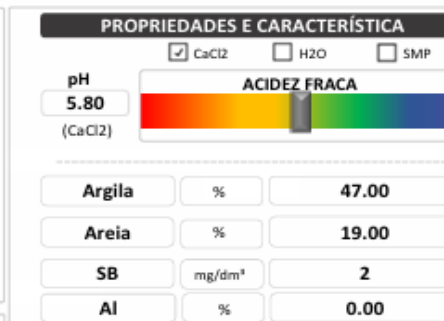 PROPRIEDADES E CARACTERÍSTICA
CaCl2 H2O SMP
pH
ACIDEZ FRACA
5.80
(CaCl2)
Argila % 47.00
Areia % 19.00
SB mg/dm³ 2
Al % 0.00